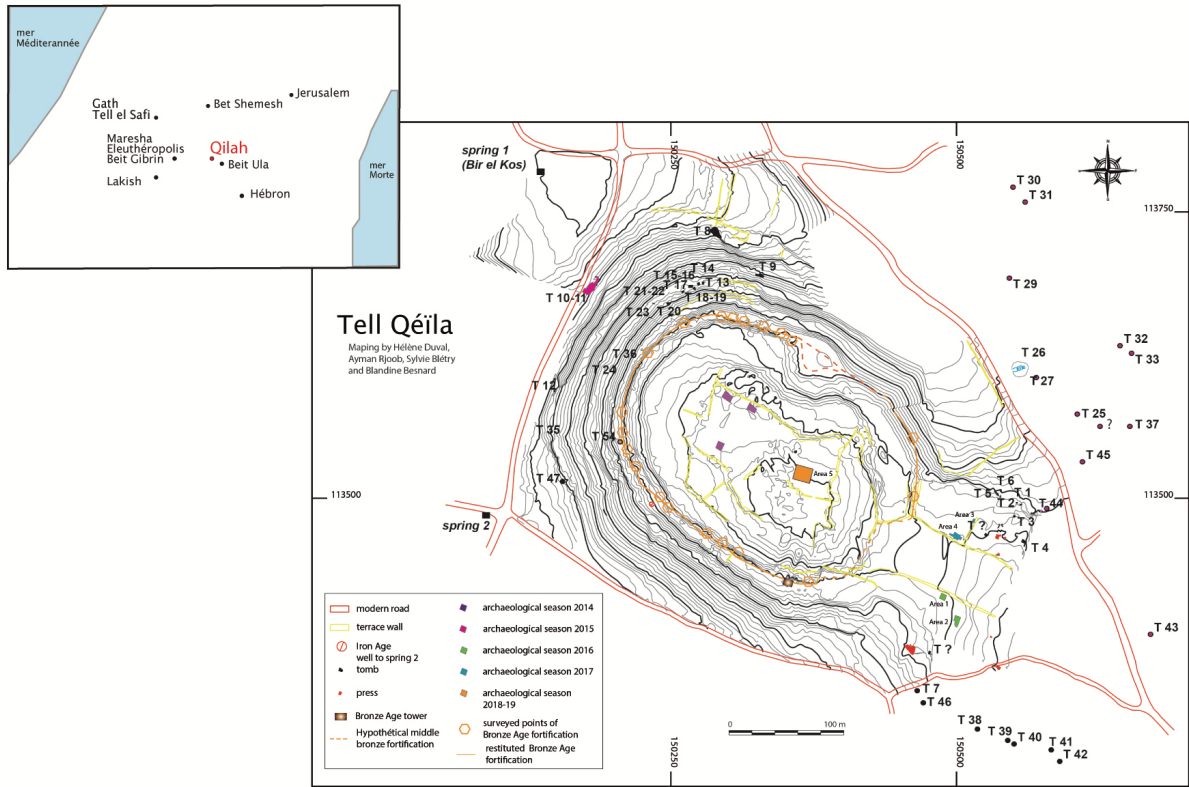 mer
Méditerannée
Jerusalem
Bet Shemesh
Gath
Tell el Safi
Maresha
Eleuthéropolis
Beit Gibrin
Qilah
Beit Ula
Lakish
Hébron
mer
Morte
spring 1
(Bir el Kos)
150250
150500
113750
T 30
T 31
T 8
T 9
T 14
T 15-16
T 13
T 17
T 10-11
T 21-22
T 18-19
T 23
T 20
T 29
Tell Qéïla
Maping by Hélène Duval,
Ayman Rjoob, Sylvie Blétry
and Blandine Besnard
T 36
T 24
T 12
T 26
T 27
T 32
T 33
T 25
?
T 37
T 35
T 54
T 45
T 47
Area 5
T 6
T 5
T 1
T 2
T 44
113500
113500
spring 2
Area 3
T ?
T 3
Area 4
T 4
Area 1
Area 2
T ?
T 43
T 7
T 46
T 38
T 39
T 40
T 41
T 42
0
100 m
150250
150500
modern road
terrace wall
Iron Age
well to spring 2
tomb
press
Bronze Age tower
Hypothétical middle
bronze fortification
archaeological season 2014
archaeological season 2015
archaeological season 2016
archaeological season 2017
archaeological season
2018-19
surveyed points of
Bronze Age fortification
restituted Bronze Age
fortification